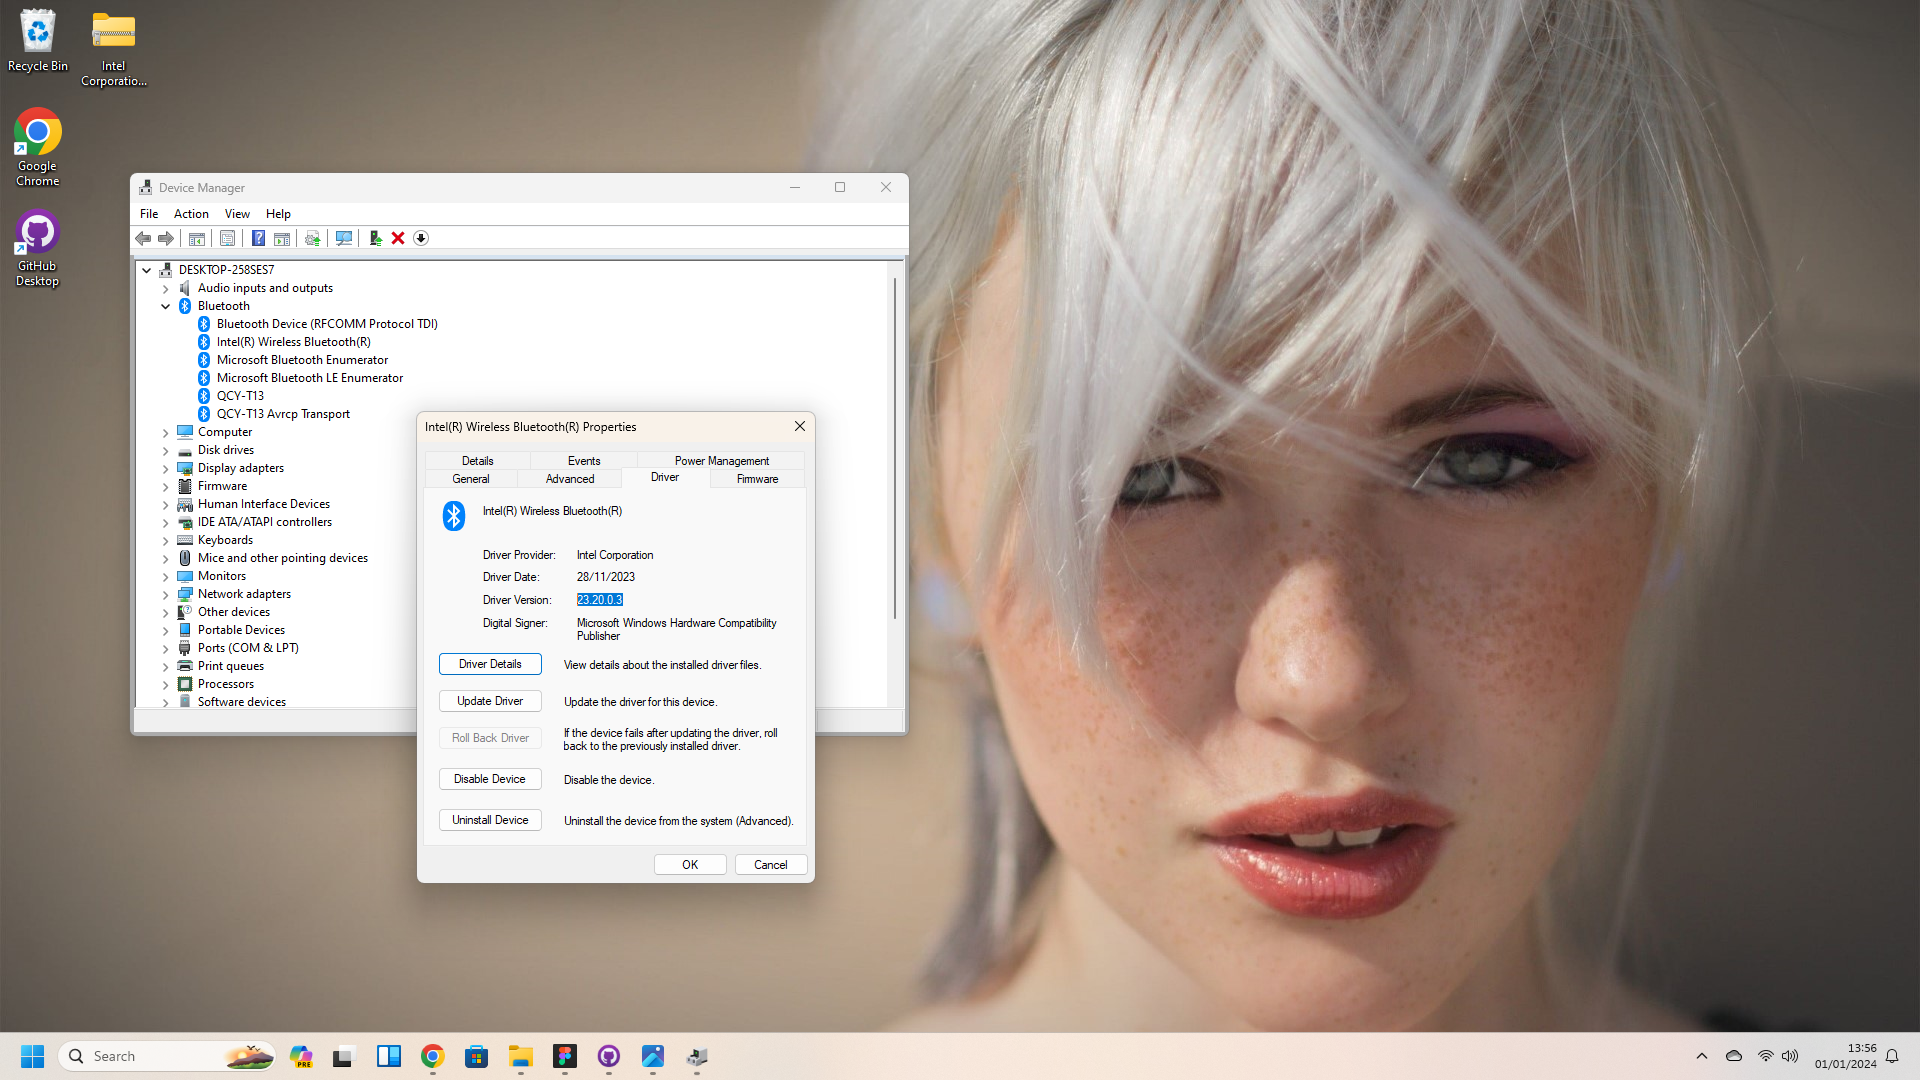 Recycle Bin
Intel
Corporatio...
Google
Chrome
GitHub
Desktop
Device Manager
File Action View Help
DESKTOP-258SES7
Audio inputs and outputs
Bluetooth
Bluetooth Device (RFCOMM Protocol TDI)
Intel(R) Wireless Bluetooth(R)
Microsoft Bluetooth Enumerator
Microsoft Bluetooth LE Enumerator
QCY-T13
QCY-T13 Avrcp Transport
Computer
Disk drives
Display adapters
Firmware
Human Interface Devices
IDE ATA/ATAPI controllers
Keyboards
Mice and other pointing devices
Monitors
Network adapters
Other devices
Portable Devices
Ports (COM & LPT)
Print queues
Processors
Software devices
Intel(R) Wireless Bluetooth(R) Properties
Details Events Power Management
General Advanced Driver Firmware
Intel(R) Wireless Bluetooth(R)
Driver Provider: Intel Corporation
Driver Date: 28/11/2023
Driver Version: 23.20.0.3
Digital Signer: Microsoft Windows Hardware Compatibility
Publisher
Driver Details View details about the installed driver files.
Update Driver Update the driver for this device.
Roll Back Driver If the device fails after updating the driver, roll
back to the previously installed driver.
Disable Device Disable the device.
Uninstall Device Uninstall the device from the system (Advanced).
OK Cancel
Search
PRE
13:56
01/01/2024